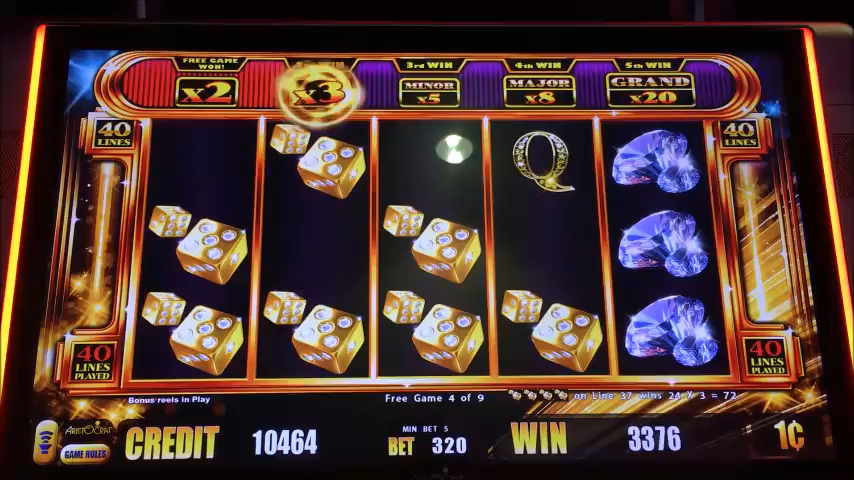 FREE GAME WON!
x2
x3
3rd WIN
MINOR
x5
4th WIN
MAJOR
x8
5th WIN
GRAND
x20
40
LINES
40
LINES
Q
40
LINES
PLAYED
40
LINES
PLAYED
Bonus reels in Play
Free Game 4 of 9
on Line 37 wins 24 X 3 = 72
ARISTOCRAT
GAME RULES
CREDIT 10464
MIN BET 5
BET 320
WIN 3376
1¢